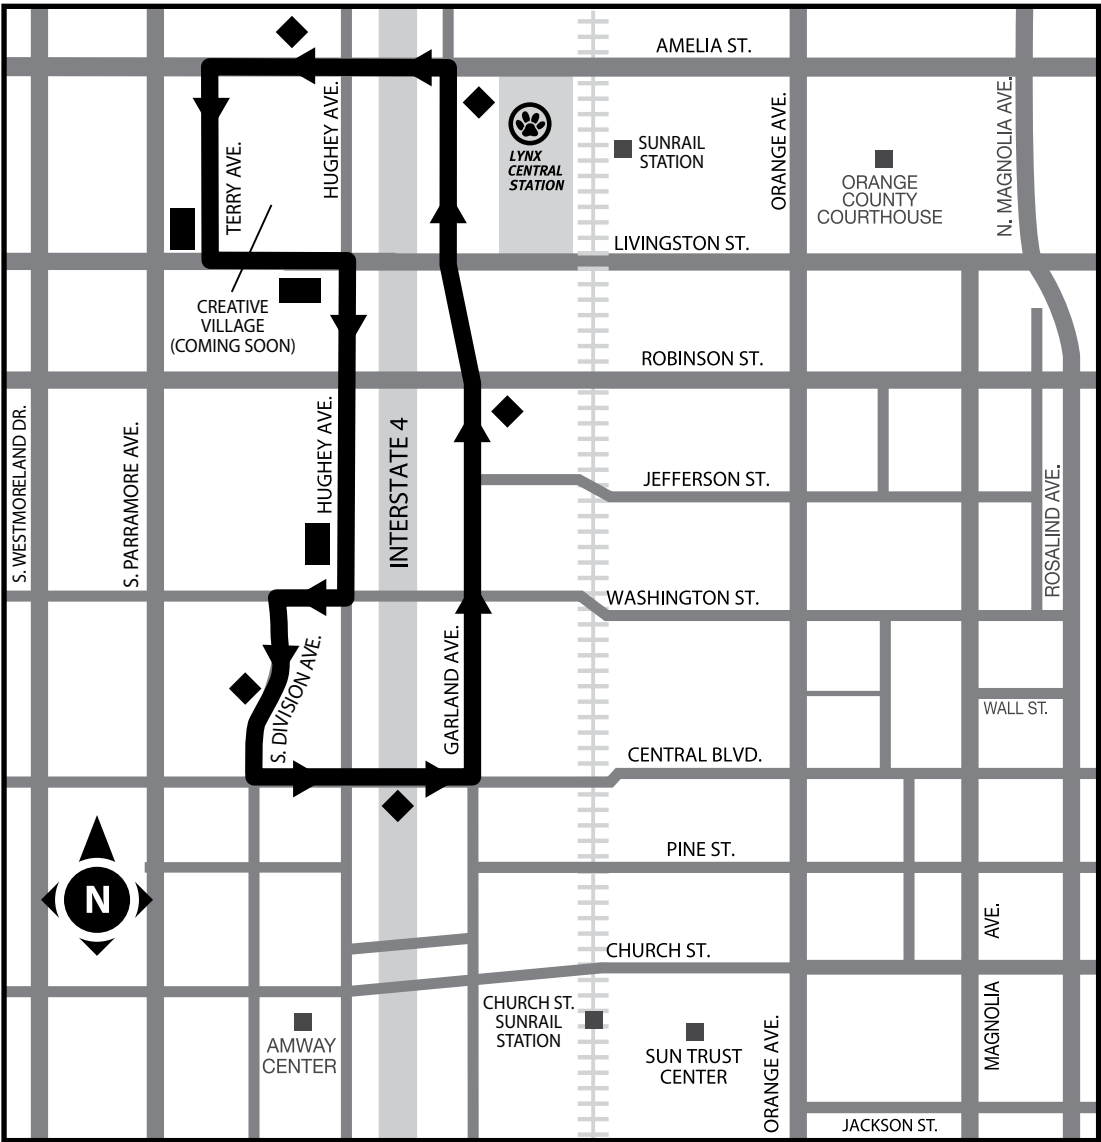 AMELIA ST.
HUGHEY AVE.
TERRY AVE.
LYNX
CENTRAL
STATION
SUNRAIL
STATION
ORANGE AVE.
ORANGE
COUNTY
COURTHOUSE
N. MAGNOLIA AVE.
LIVINGSTON ST.
CREATIVE
VILLAGE
(COMING SOON)
ROBINSON ST.
S. WESTMORELAND DR.
S. PARRAMORE AVE.
HUGHEY AVE.
INTERSTATE 4
JEFFERSON ST.
ROSALIND AVE.
WASHINGTON ST.
S. DIVISION AVE.
GARLAND AVE.
WALL ST.
CENTRAL BLVD.
PINE ST.
N
MAGNOLIA AVE.
CHURCH ST.
CHURCH ST.
SUNRAIL
STATION
AMWAY
CENTER
SUN TRUST
CENTER
ORANGE AVE.
JACKSON ST.